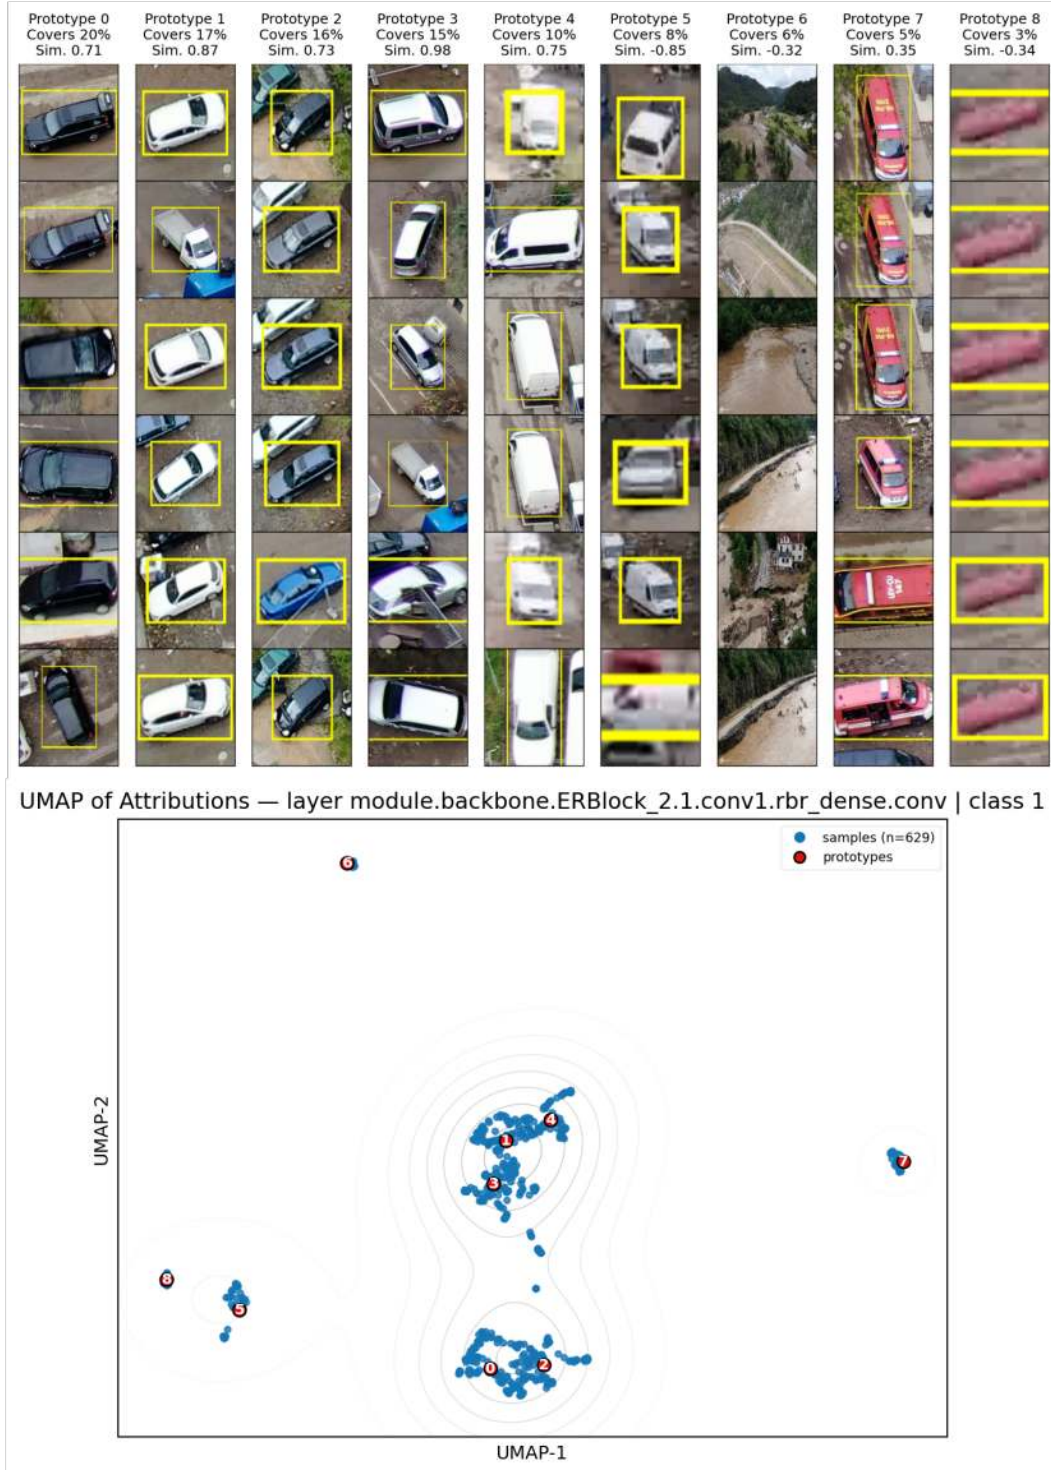 Prototype 0 Prototype 1 Prototype 2 Prototype 3 Prototype 4 Prototype 5 Prototype 6 Prototype 7 Prototype 8
Covers 20% Covers 17% Covers 16% Covers 15% Covers 10% Covers 8% Covers 6% Covers 5% Covers 3%
Sim. 0.71 Sim. 0.87 Sim. 0.73 Sim. 0.98 Sim. 0.75 Sim. -0.85 Sim. -0.32 Sim. 0.35 Sim. -0.34
UMAP of Attributions — layer module.backbone.ERBlock_2.1.conv1.rbr_dense.conv | class 1
samples (n=629)
prototypes
6
4
1
7
3
8
5
0
2
UMAP-2
UMAP-1